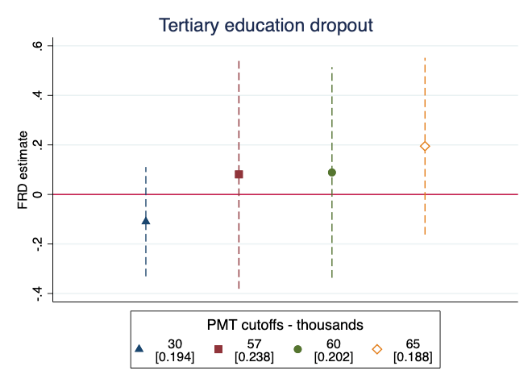 Tertiary education dropout
FRD estimate
.6
.4
.2
0
-.2
-.4
PMT cutoffs - thousands
30 57 60 65
[0.194] [0.238] [0.202] [0.188]